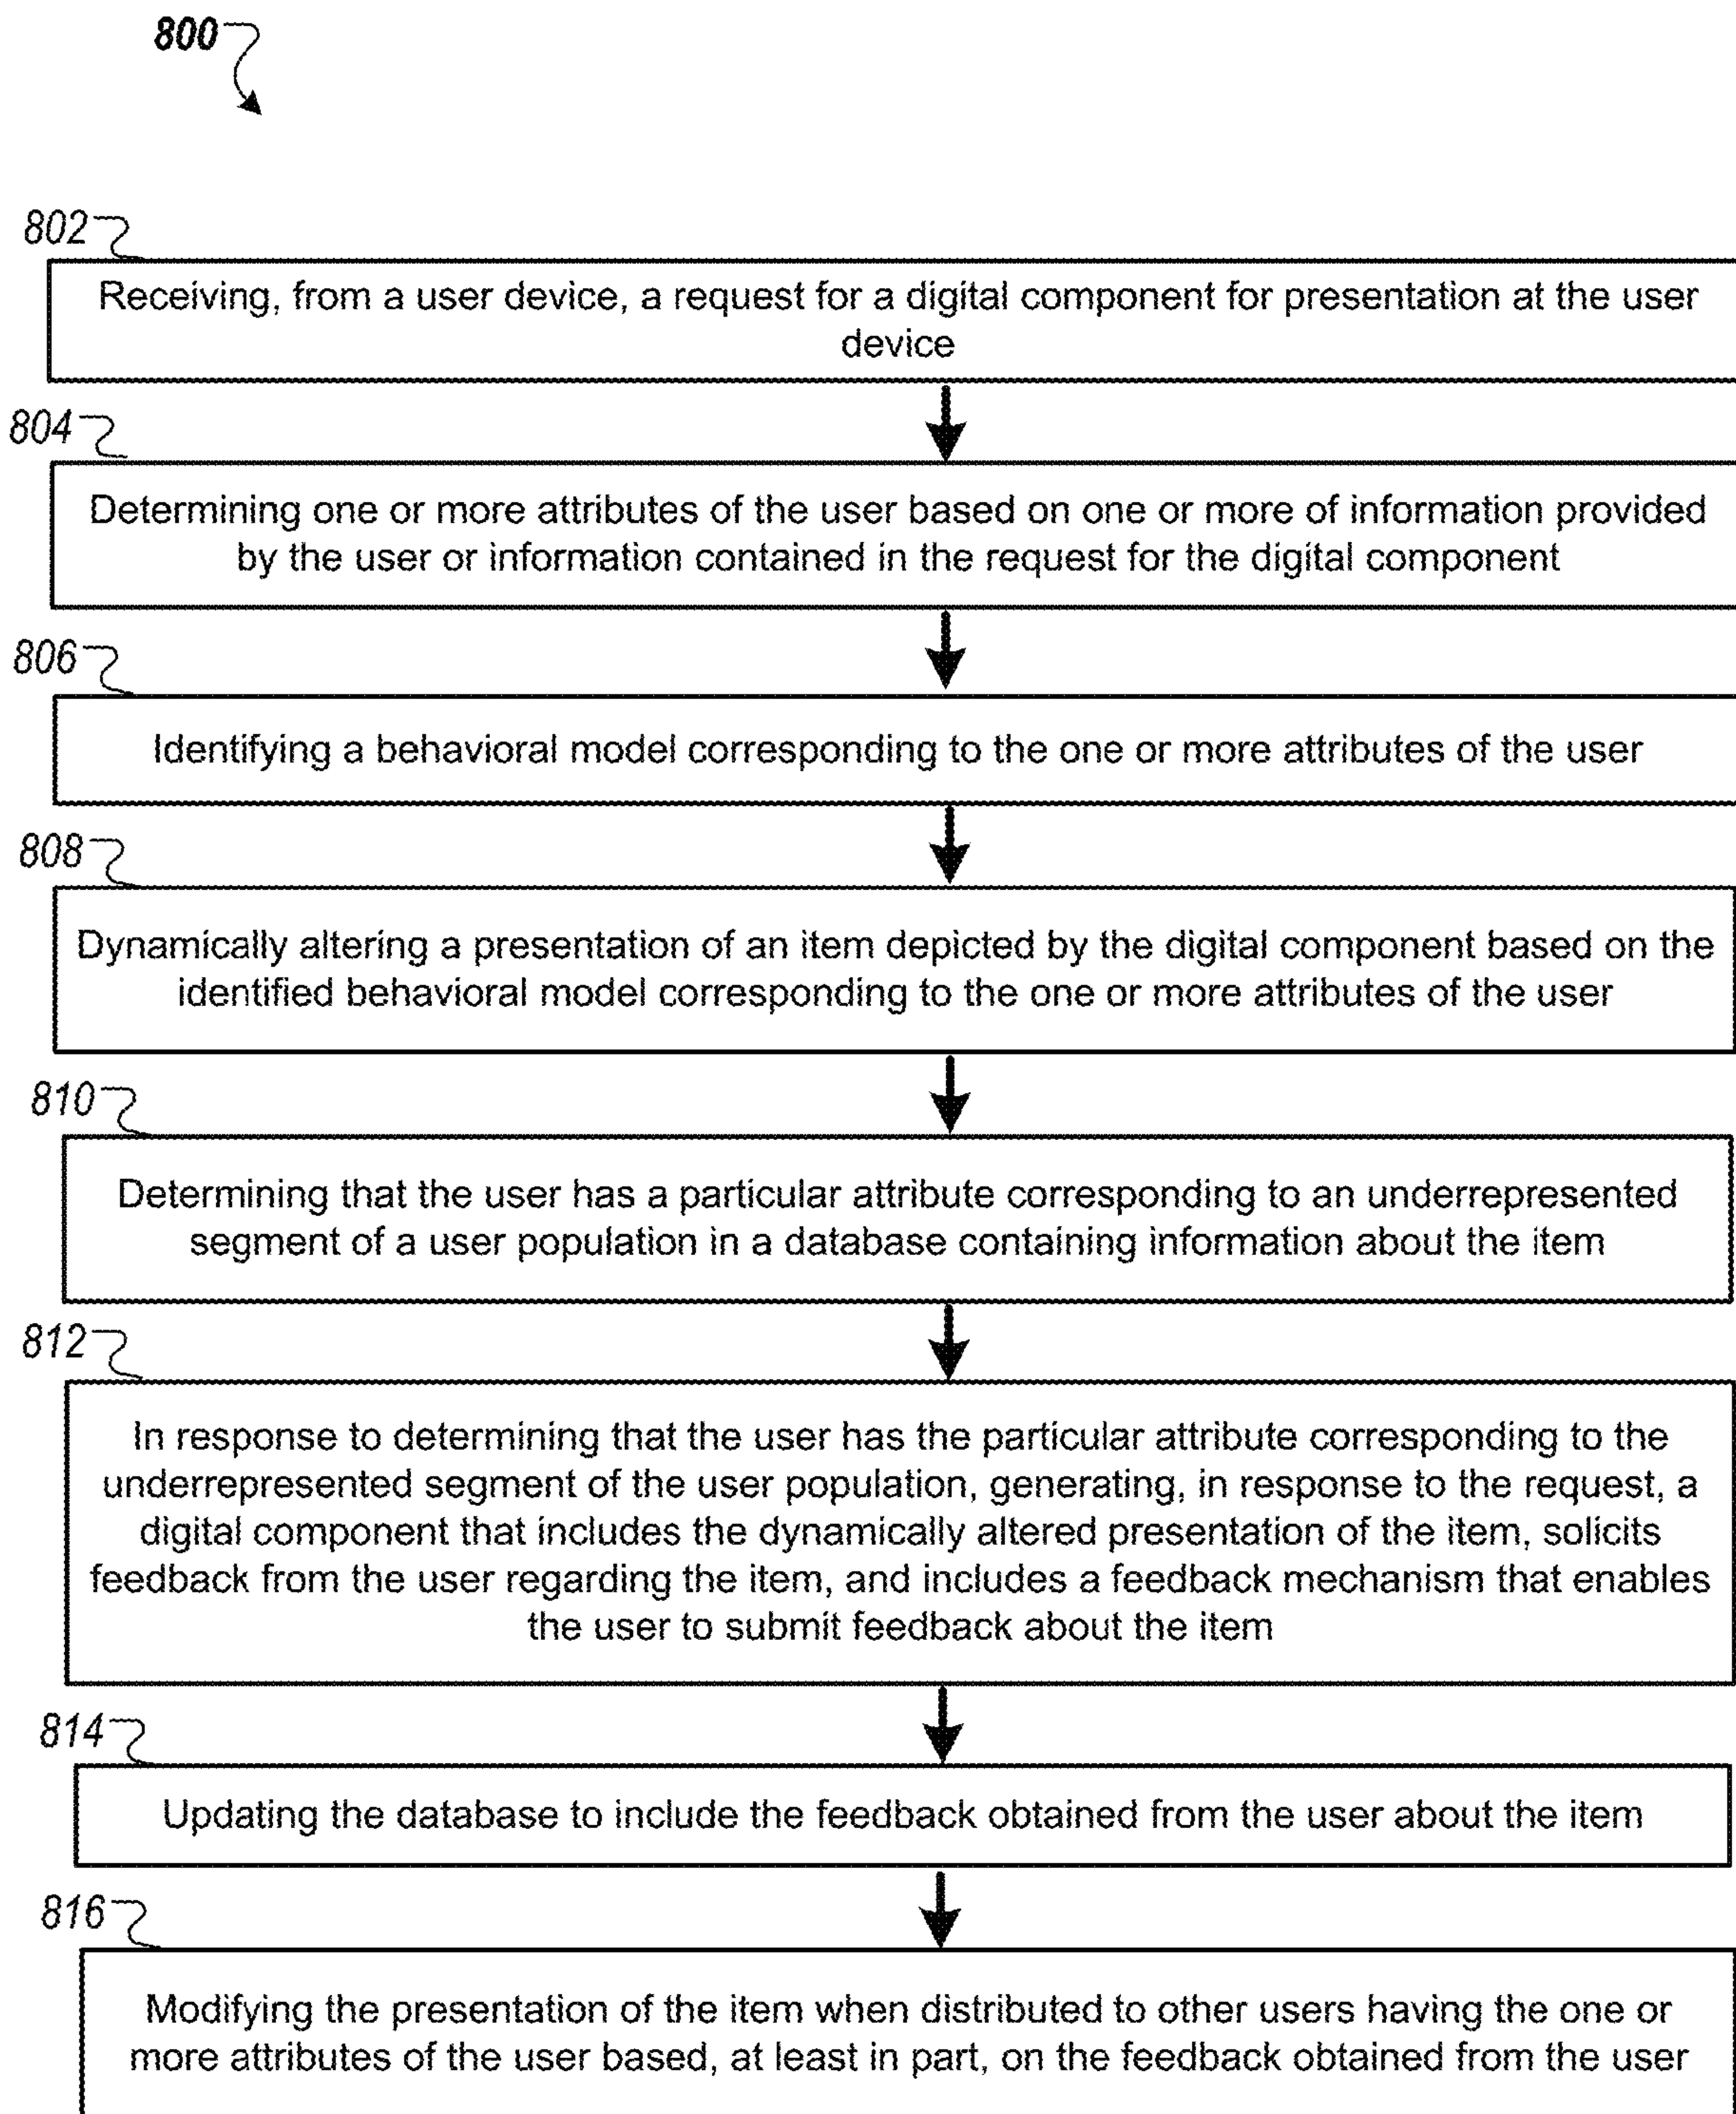 800
802
Receiving, from a user device, a request for a digital component for presentation at the user
device
804
Determining one or more attributes of the user based on one or more of information provided
by the user or information contained in the request for the digital component
806
Identifying a behavioral model corresponding to the one or more attributes of the user
808
Dynamically altering a presentation of an item depicted by the digital component based on the
identified behavioral model corresponding to the one or more attributes of the user
810
Determining that the user has a particular attribute corresponding to an underrepresented
segment of a user population in a database containing information about the item
812
In response to determining that the user has the particular attribute corresponding to the
underrepresented segment of the user population, generating, in response to the request, a
digital component that includes the dynamically altered presentation of the item, solicits
feedback from the user regarding the item, and includes a feedback mechanism that enables
the user to submit feedback about the item
814
Updating the database to include the feedback obtained from the user about the item
816
Modifying the presentation of the item when distributed to other users having the one or
more attributes of the user based, at least in part, on the feedback obtained from the user